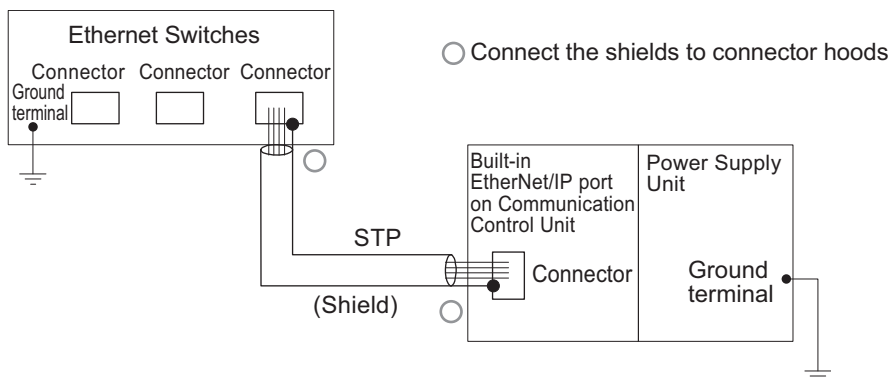 Ethernet Switches
Connector Connector Connector
Ground
terminal
Connect the shields to connector hoods
Built-in
EtherNet/IP port
on Communication
Control Unit
Power Supply
Unit
STP
Connector
Ground
terminal
(Shield)